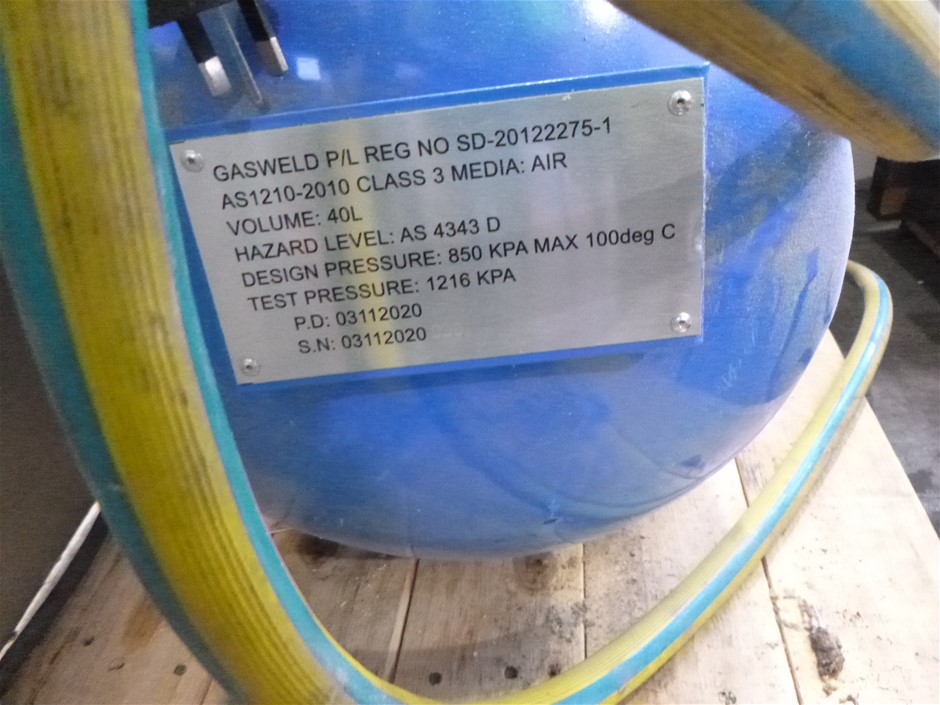 GASWELD P/L REG NO SD-20122275-1
AS1210-2010 CLASS 3 MEDIA: AIR
VOLUME: 40L
HAZARD LEVEL: AS 4343 D
DESIGN PRESSURE: 850 KPA MAX 100deg C
TEST PRESSURE: 1216 KPA
P.D: 03112020
S.N: 03112020